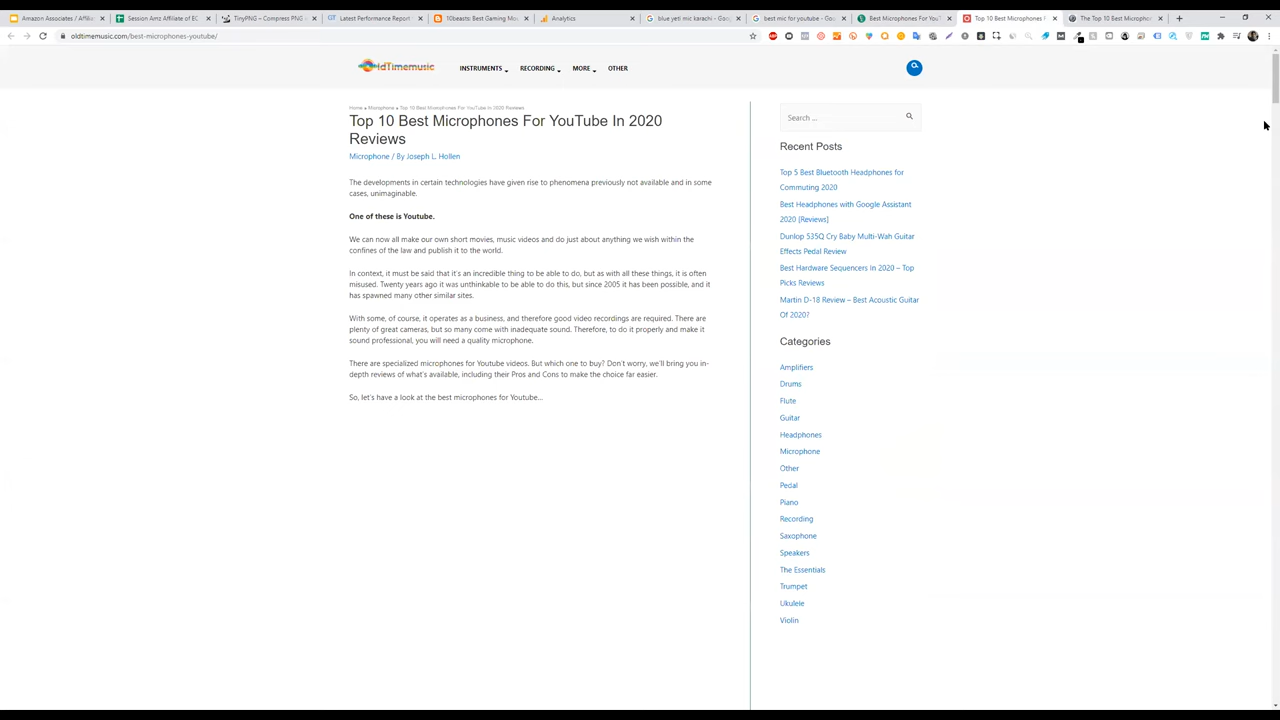 Amazon Associates / Affiliat
Session Amz Affiliate of EC
TinyPNG – Compress PNG
Latest Performance Report
10beasts Best Gaming Mou
Analytics
blue yeti mic karachi - Goo
best mic for youtube - Goo
Best Microphones For YouT
Top 10 Best Microphones F
The Top 10 Best Microphon
oldtimemusic.com/best-microphones-youtube/
ldTimemusic
INSTRUMENTS
RECORDING
MORE
OTHER
Home » Microphone » Top 10 Best Microphones For YouTube In 2020 Reviews
Top 10 Best Microphones For YouTube In 2020
Reviews
Microphone / By Joseph L. Hollen
The developments in certain technologies have given rise to phenomena previously not available and in some
cases, unimaginable.
One of these is Youtube.
We can now all make our own short movies, music videos and do just about anything we wish within the
confines of the law and publish it to the world.
In context, it must be said that it's an incredible thing to be able to do, but as with all these things, it is often
misused. Twenty years ago it was unthinkable to be able to do this, but since 2005 it has been possible, and it
has spawned many other similar sites.
With some, of course, it operates as a business, and therefore good video recordings are required. There are
plenty of great cameras, but so many come with inadequate sound. Therefore, to do it properly and make it
sound professional, you will need a quality microphone.
There are specialized microphones for Youtube videos. But which one to buy? Don't worry, we'll bring you in-
depth reviews of what's available, including their Pros and Cons to make the choice far easier.
So, let's have a look at the best microphones for Youtube…
Search ...
Recent Posts
Top 5 Best Bluetooth Headphones for
Commuting 2020
Best Headphones with Google Assistant
2020 [Reviews]
Dunlop 535Q Cry Baby Multi-Wah Guitar
Effects Pedal Review
Best Hardware Sequencers In 2020 – Top
Picks Reviews
Martin D-18 Review – Best Acoustic Guitar
Of 2020?
Categories
Amplifiers
Drums
Flute
Guitar
Headphones
Microphone
Other
Pedal
Piano
Recording
Saxophone
Speakers
The Essentials
Trumpet
Ukulele
Violin